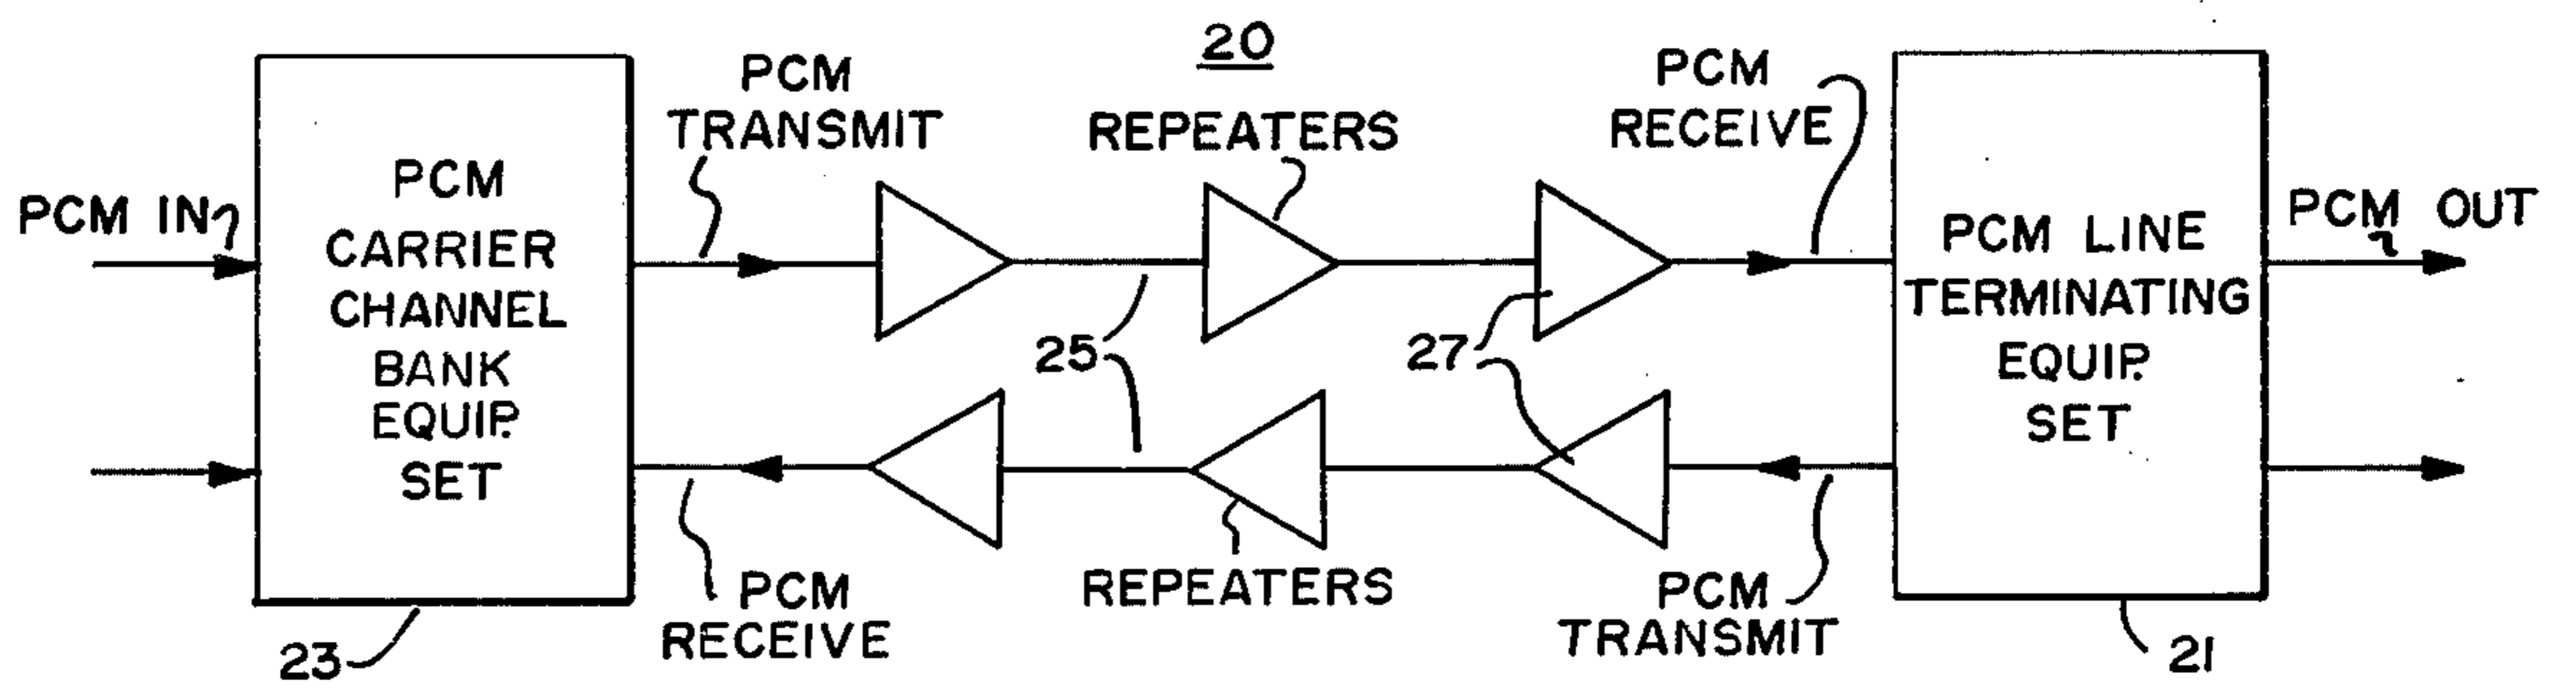 20
PCM
TRANSMIT
REPEATERS
PCM
RECEIVE
PCM IN
PCM
CARRIER
CHANNEL
BANK
EQUIP.
SET
PCM LINE
TERMINATING
EQUIP.
SET
PCM OUT
25
27
PCM
RECEIVE
REPEATERS
PCM
TRANSMIT
23
21